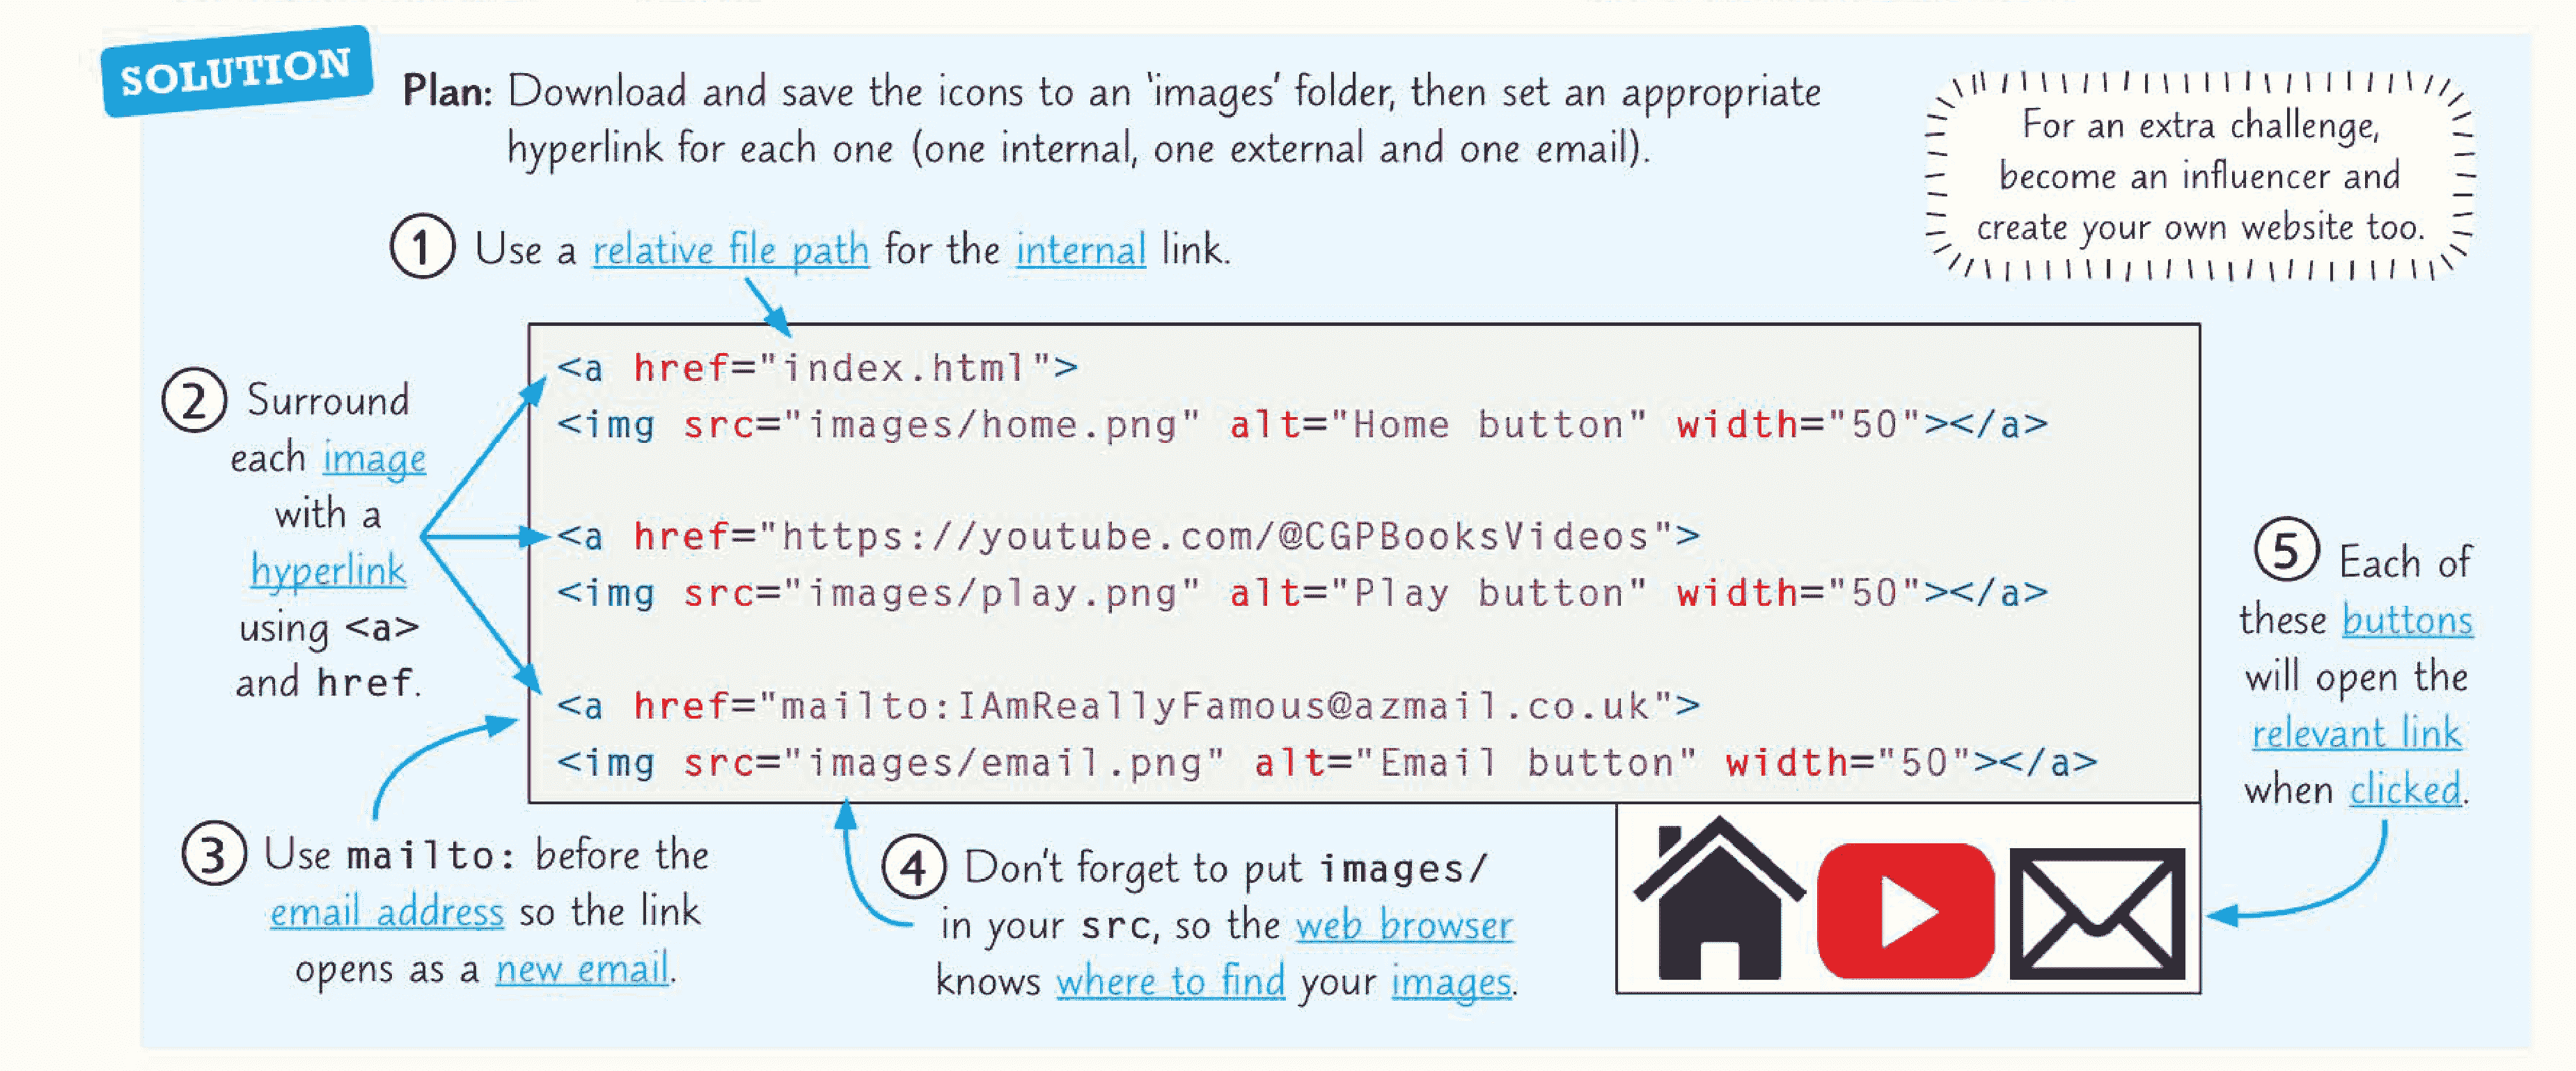 SOLUTION
Plan: Download and save the icons to an 'images' folder, then set an appropriate
hyperlink for each one (one internal, one external and one email).
For an extra challenge,
become an influencer and
create your own website too.
1 Use a relative file path for the internal link.
2 Surround
each image
with a
hyperlink
using <a>
and href.
<a href="index.html">
<img src="images/home.png" alt="Home button" width="50"></a>
<a href="https://youtube.com/@CGPBooksVideos">
<img src="images/play.png" alt="Play button" width="50"></a>
<a href="mailto:IAmReallyFamous@azmail.co.uk">
<img src="images/email.png" alt="Email button" width="50"></a>
3 Use mailto: before the
email address so the link
opens as a new email.
4 Don't forget to put images/
in your src, so the web browser
knows where to find your images.
5 Each of
these buttons
will open the
relevant link
when clicked.